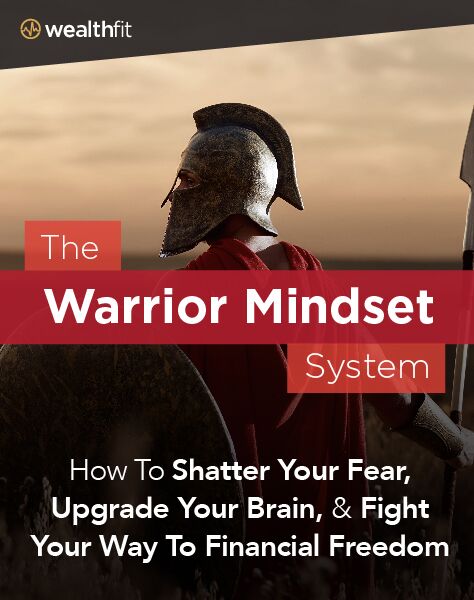 wealthfit
The
Warrior Mindset
System
How To Shatter Your Fear,
Upgrade Your Brain, & Fight
Your Way To Financial Freedom